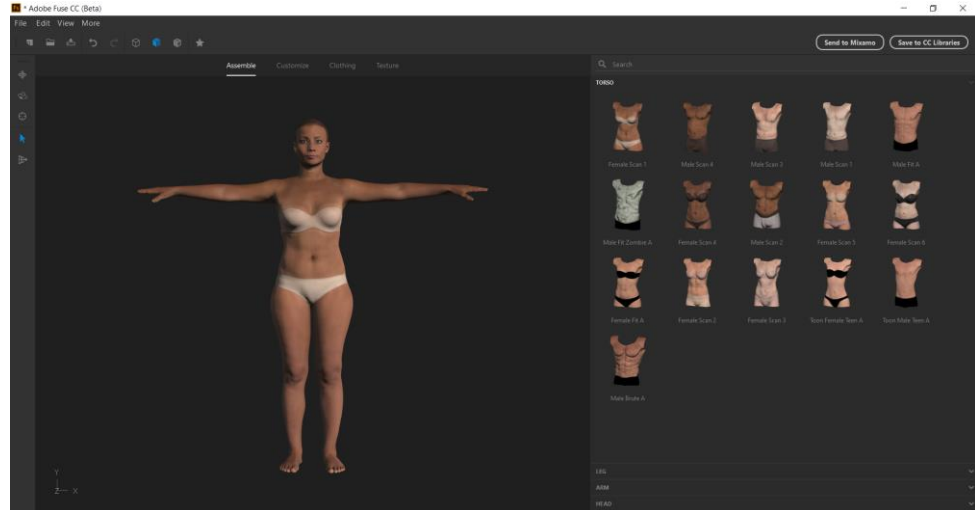 Fu * Adobe Fuse CC (Beta)
File Edit View More
Send to Mixamo Save to CC Libraries
Assemble Customize Clothing Texture
Search
TORSO
Female Scan 1 Male Scan 4 Male Scan 3 Male Scan 1 Male Fit A
Male Fit Zombie A Female Scan 4 Male Scan 2 Female Scan 5 Female Scan 6
Female Fit A Female Scan 2 Female Scan 3 Toon Female Teen A Toon Male Teen A
Male Brute A
Y
Z X
LEG
ARM
HEAD